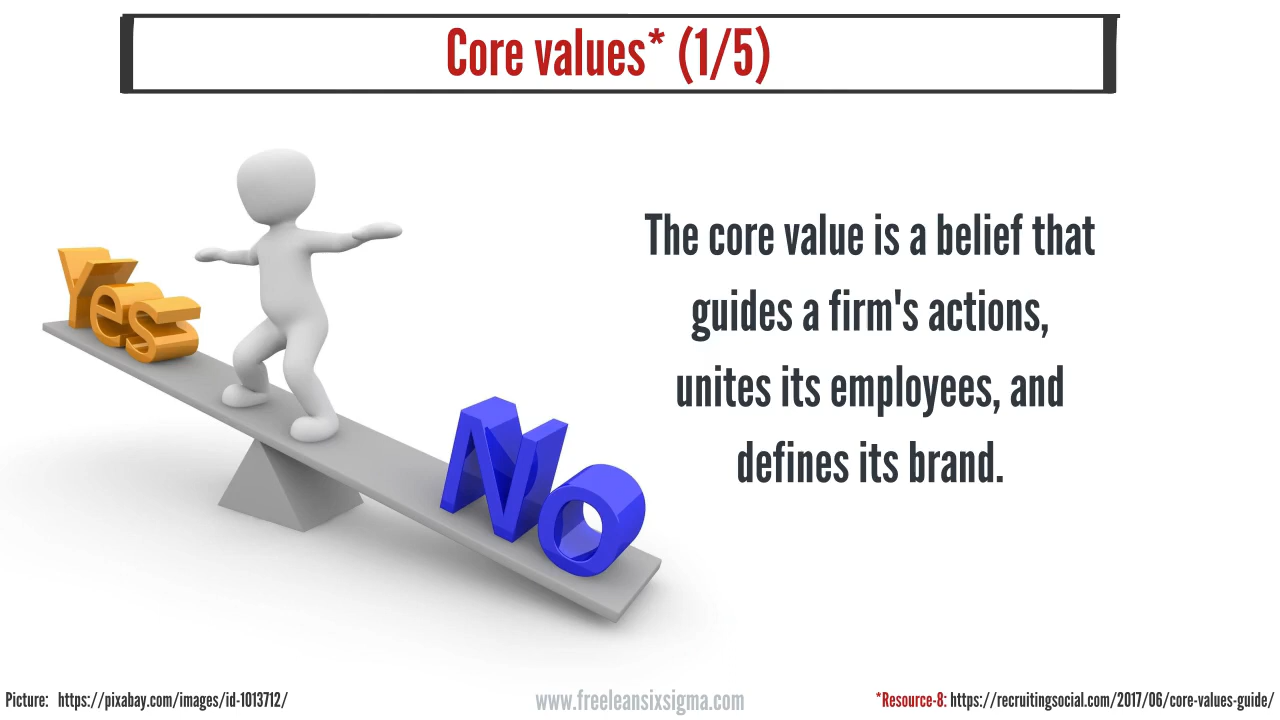 Core values* (1/5)
Yes
No
The core value is a belief that
guides a firm's actions,
unites its employees, and
defines its brand.
Picture: https://pixabay.com/images/id-1013712/
www.freeleansixsigma.com
*Resource-8: https://recruitingsocial.com/2017/06/core-values-guide/